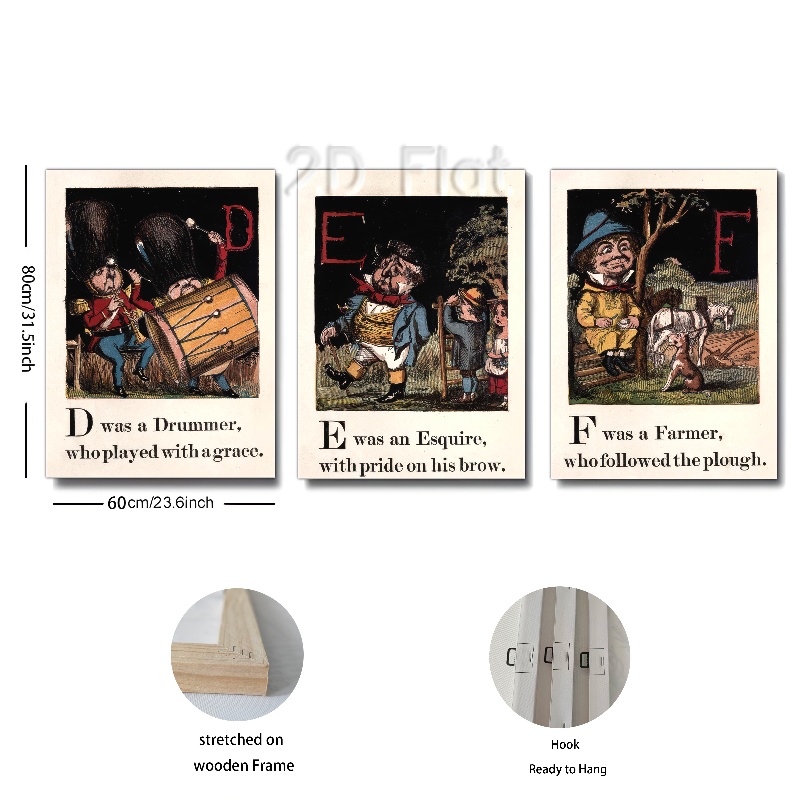 2D Flat
80cm/31.5inch
D
D was a Drummer,
who played with a grace.
E
E was an Esquire,
with pride on his brow.
F
F was a Farmer,
who followed the plough.
60cm/23.6inch
stretched on
wooden Frame
Hook
Ready to Hang